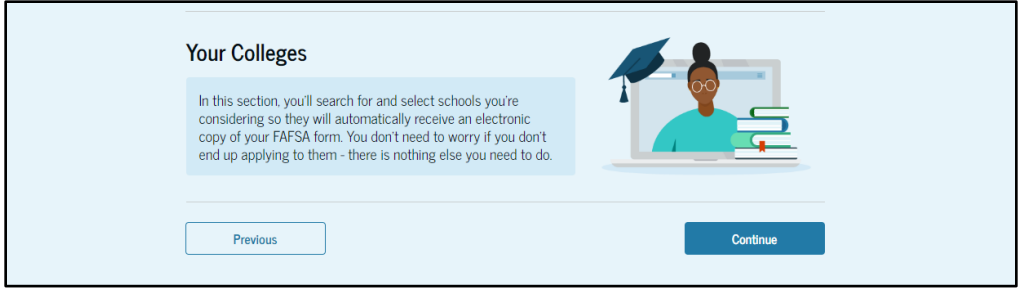 Your Colleges
In this section, you'll search for and select schools you're
considering so they will automatically receive an electronic
copy of your FAFSA form. You don't need to worry if you don't
end up applying to them - there is nothing else you need to do.
Previous
Continue